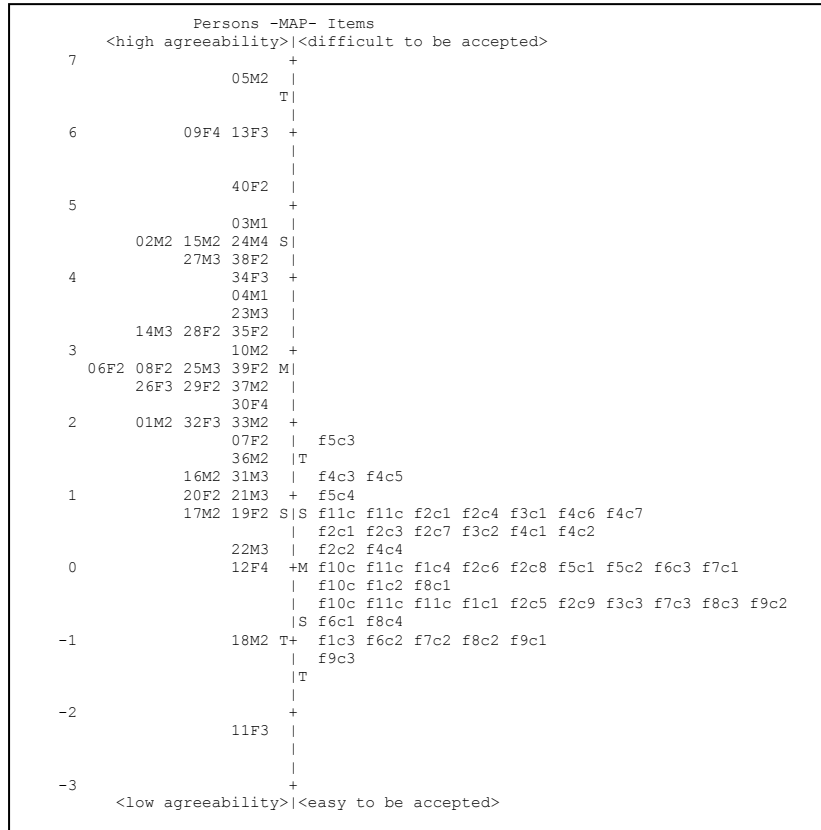 Persons -MAP- Items
<high agreeability>|<difficult to be accepted>
7 +
05M2 |
T|
|
6 09F4 13F3 +
|
|
40F2 |
5 +
03M1 |
02M2 15M2 24M4 S|
27M3 38F2 |
4 34F3 +
04M1 |
23M3 |
14M3 28F2 35F2 |
3 10M2 +
06F2 08F2 25M3 39F2 M|
26F3 29F2 37M2 |
30F4 |
2 01M2 32F3 33M2 +
07F2 | f5c3
36M2 |T
16M2 31M3 | f4c3 f4c5
1 20F2 21M3 + f5c4
17M2 19F2 S|S f11c f11c f2c1 f2c4 f3c1 f4c6 f4c7
| f2c1 f2c3 f2c7 f3c2 f4c1 f4c2
22M3 | f2c2 f4c4
0 12F4 +M f10c f11c f1c4 f2c6 f2c8 f5c1 f5c2 f6c3 f7c1
| f10c f1c2 f8c1
| f10c f11c f11c f1c1 f2c5 f2c9 f3c3 f7c3 f8c3 f9c2
|S f6c1 f8c4
-1 18M2 T+ f1c3 f6c2 f7c2 f8c2 f9c1
| f9c3
|T
|
-2 +
11F3 |
|
|
-3 +
<low agreeability>|<easy to be accepted>